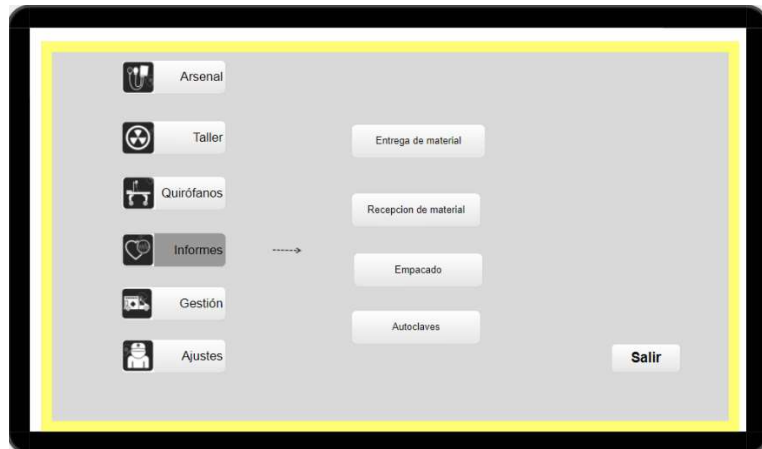 Arsenal
Taller
Quirófanos
Informes
Gestión
Ajustes
Entrega de material
Recepcion de material
Empacado
Autoclaves
Salir